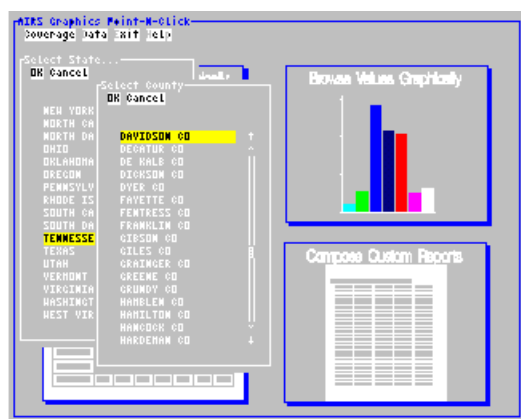 AIRS Graphics Point-N-Click
Coverage Data Exit Help
Select State...
OK Cancel
NEW YORK
NORTH CA
NORTH DA
OHIO
OKLAHOMA
OREGON
PENNSYLV
RHODE IS
SOUTH CA
SOUTH DA
TENNESSE
TEXAS
UTAH
VERMONT
VIRGINIA
WASHINGT
WEST VIR
Select County
OK Cancel
DAVIDSON CO
DECATUR CO
DE KALB CO
DICKSON CO
DYER CO
FAYETTE CO
FENTRESS CO
FRANKLIN CO
GIBSON CO
GILES CO
GRAINGER CO
GREENE CO
GRUNDY CO
HAMBLEN CO
HAMILTON CO
HANCOCK CO
HARDEMAN CO
Browse Values Graphically
Compose Custom Reports